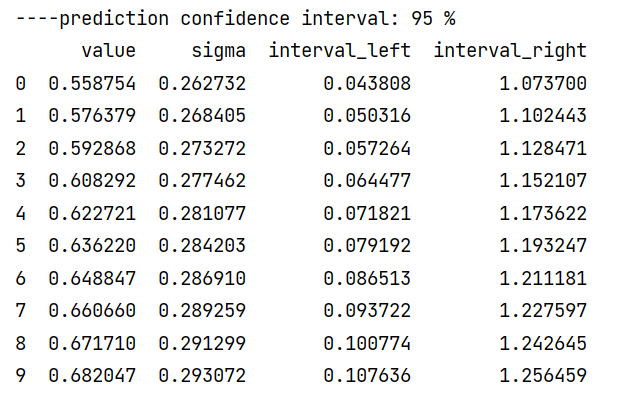 ----prediction confidence interval: 95 %
value sigma interval_left interval_right
0 0.558754 0.262732 0.043808 1.073700
1 0.576379 0.268405 0.050316 1.102443
2 0.592868 0.273272 0.057264 1.128471
3 0.608292 0.277462 0.064477 1.152107
4 0.622721 0.281077 0.071821 1.173622
5 0.636220 0.284203 0.079192 1.193247
6 0.648847 0.286910 0.086513 1.211181
7 0.660660 0.289259 0.093722 1.227597
8 0.671710 0.291299 0.100774 1.242645
9 0.682047 0.293072 0.107636 1.256459